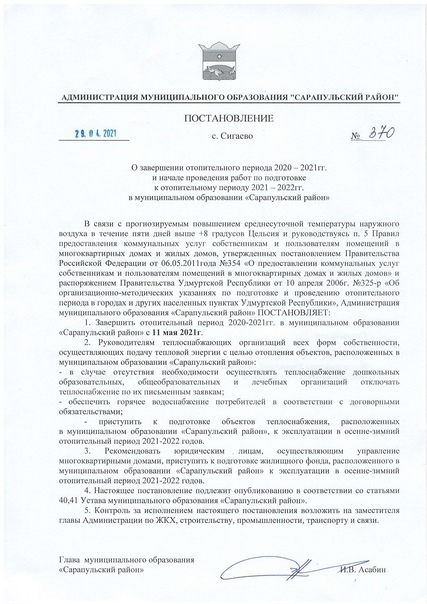 АДМИНИСТРАЦИЯ МУНИЦИПАЛЬНОГО ОБРАЗОВАНИЯ "САРАПУЛЬСКИЙ РАЙОН"
ПОСТАНОВЛЕНИЕ
29. 04. 2021 с. Сигаево № 370
О завершении отопительного периода 2020 – 2021гг.
и начале проведения работ по подготовке
к отопительному периоду 2021 – 2022гг.
в муниципальном образовании «Сарапульский район»
В связи с прогнозируемым повышением среднесуточной температуры наружного
воздуха в течение пяти дней выше +8 градусов Цельсия и руководствуясь п. 5 Правил
предоставления коммунальных услуг собственникам и пользователям помещений в
многоквартирных домах и жилых домов, утвержденных постановлением Правительства
Российской Федерации от 06.05.2011года №354 «О предоставлении коммунальных услуг
собственникам и пользователям помещений в многоквартирных домах и жилых домов» и
распоряжением Правительства Удмуртской Республики от 10 апреля 2006г. №325-р «Об
организационно-методических указаниях по подготовке и проведению отопительного
периода в городах и других населенных пунктах Удмуртской Республики», Администрация
муниципального образования «Сарапульский район» ПОСТАНОВЛЯЕТ:
1. Завершить отопительный период 2020-2021гг. в муниципальном образовании
«Сарапульский район» с 11 мая 2021г.
2. Руководителям теплоснабжающих организаций всех форм собственности,
осуществляющих подачу тепловой энергии с целью отопления объектов, расположенных в
муниципальном образовании «Сарапульский район»:
- в случае отсутствия необходимости осуществлять теплоснабжение дошкольных
образовательных, общеобразовательных и лечебных организаций отключать
теплоснабжение по их письменным заявкам;
- обеспечить горячее водоснабжение потребителей в соответствии с договорными
обязательствами;
- приступить к подготовке объектов теплоснабжения, расположенных
в муниципальном образовании «Сарапульский район», к эксплуатации в осенне-зимний
отопительный период 2021-2022 годов.
3. Рекомендовать юридическим лицам, осуществляющим управление
многоквартирными домами, приступить к подготовке жилищного фонда, расположенного в
муниципальном образовании «Сарапульский район» к эксплуатации в осенне-зимний
отопительный период 2021-2022 годов.
4. Настоящее постановление подлежит опубликованию в соответствии со статьями
40,41 Устава муниципального образования «Сарапульский район».
5. Контроль за исполнением настоящего постановления возложить на заместителя
главы Администрации по ЖКХ, строительству, промышленности, транспорту и связи.
Глава муниципального образования
«Сарапульский район» И.В. Асабин